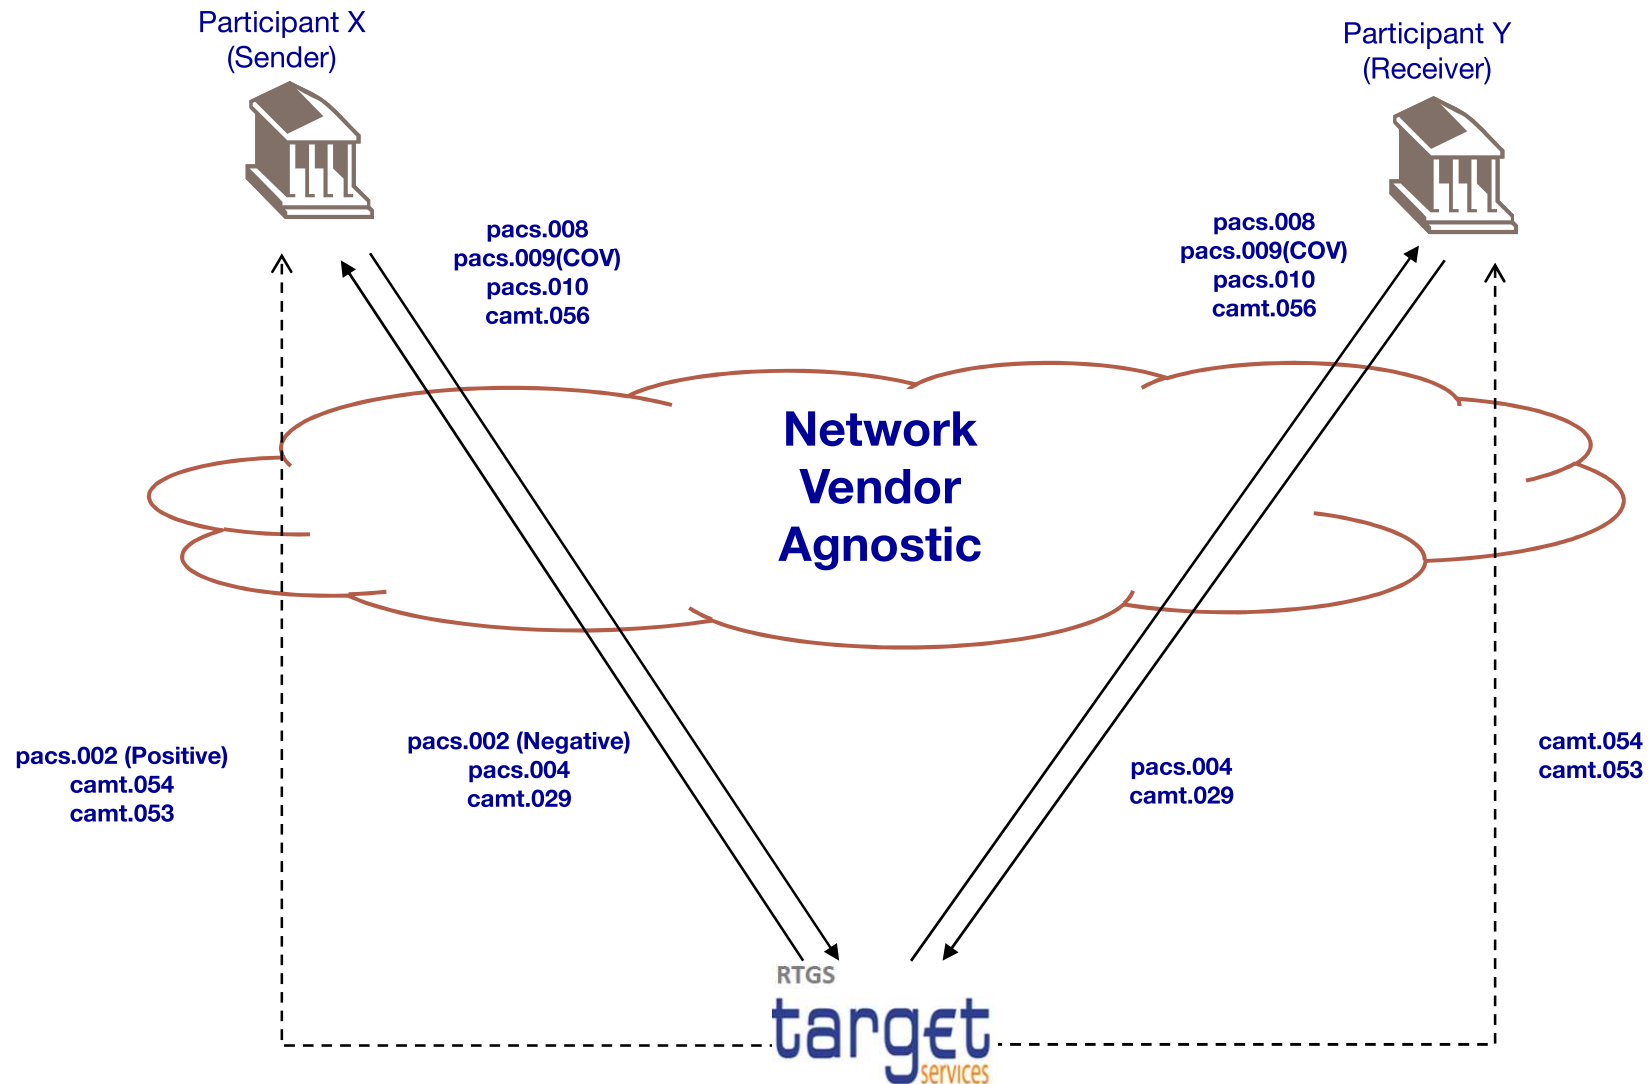 Participant X
(Sender)
Participant Y
(Receiver)
pacs.008
pacs.009(COV)
pacs.010
camt.056
pacs.008
pacs.009(COV)
pacs.010
camt.056
Network
Vendor
Agnostic
pacs.002 (Positive)
camt.054
camt.053
pacs.002 (Negative)
pacs.004
camt.029
pacs.004
camt.029
camt.054
camt.053
RTGS
target
services